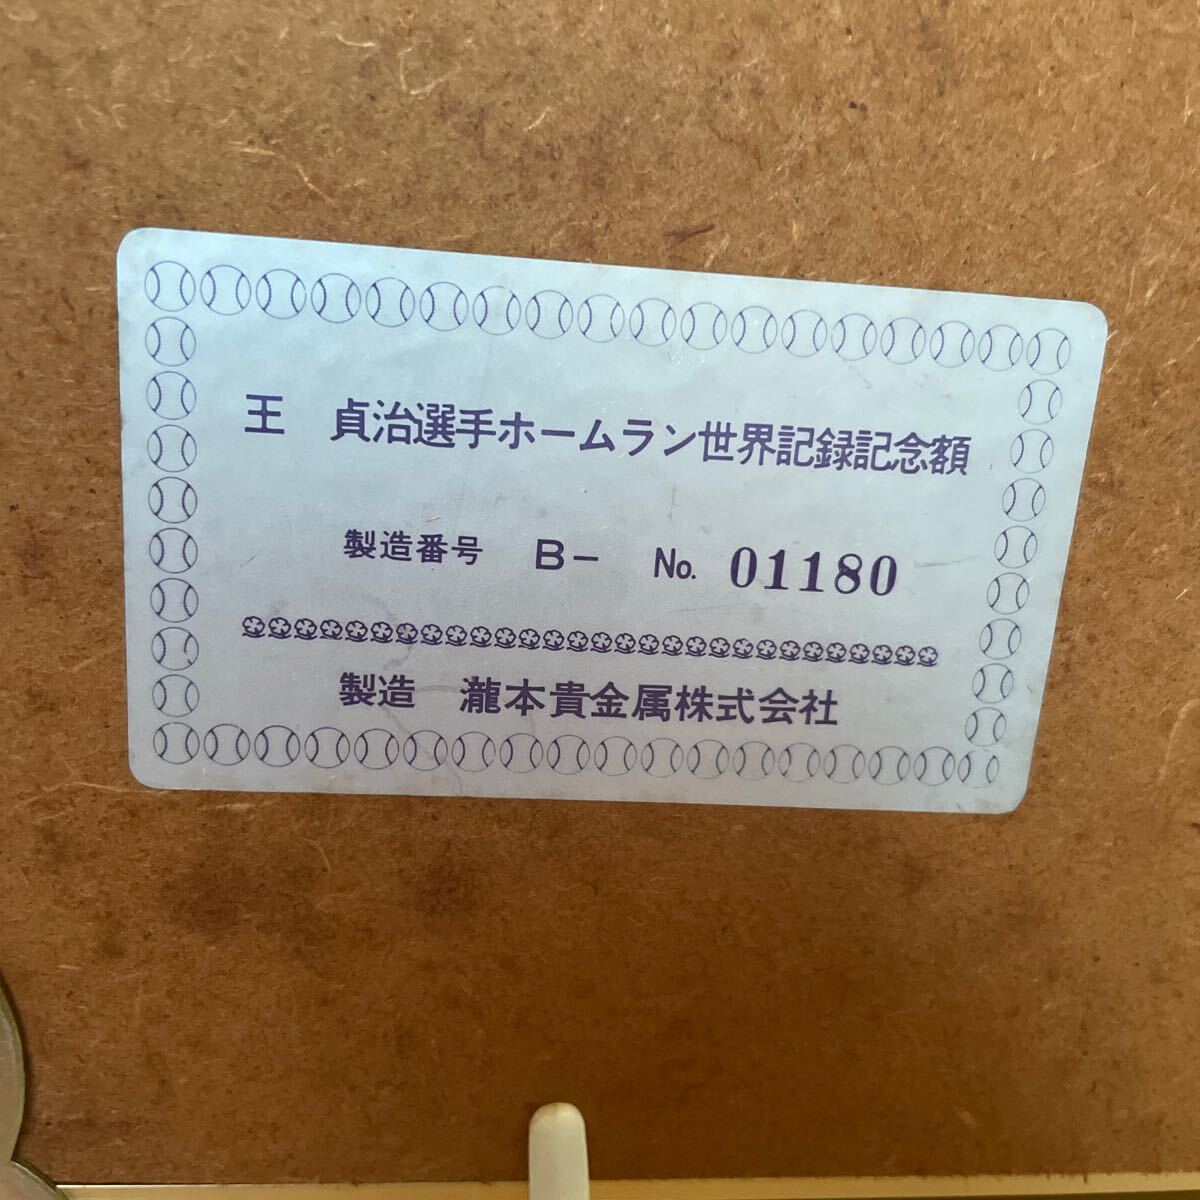 王 貞治選手ホームラン世界記録記念額
製造番号 B- No. 01180
製造 瀧本貴金属株式会社